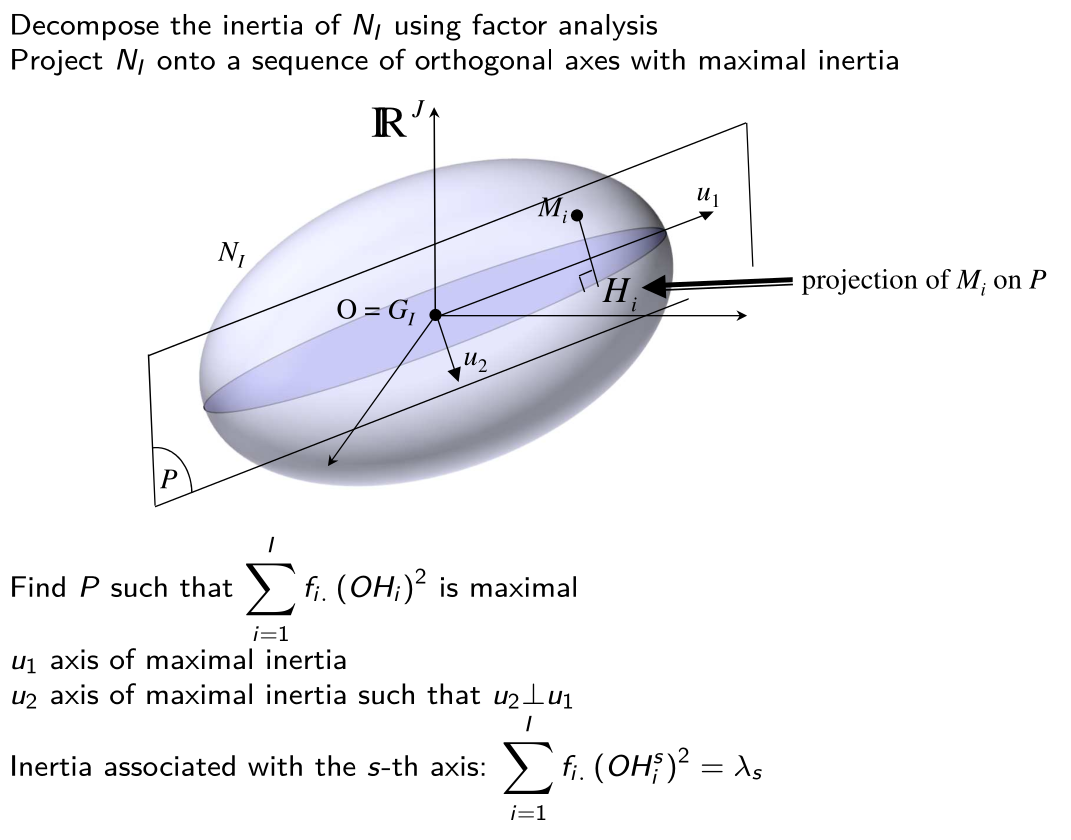 Decompose the inertia of N_I using factor analysis
Project N_I onto a sequence of orthogonal axes with maximal inertia
ℝ^J
M_i
u_1
N_I
H_i
projection of M_i on P
O = G_I
u_2
P
Find P such that \sum_{i=1}^{I} f_{i.} (OH_i)^2 is maximal
u_1 axis of maximal inertia
u_2 axis of maximal inertia such that u_2⊥u_1
Inertia associated with the s-th axis: \sum_{i=1}^{I} f_{i.} (OH_i^s)^2 = λ_s